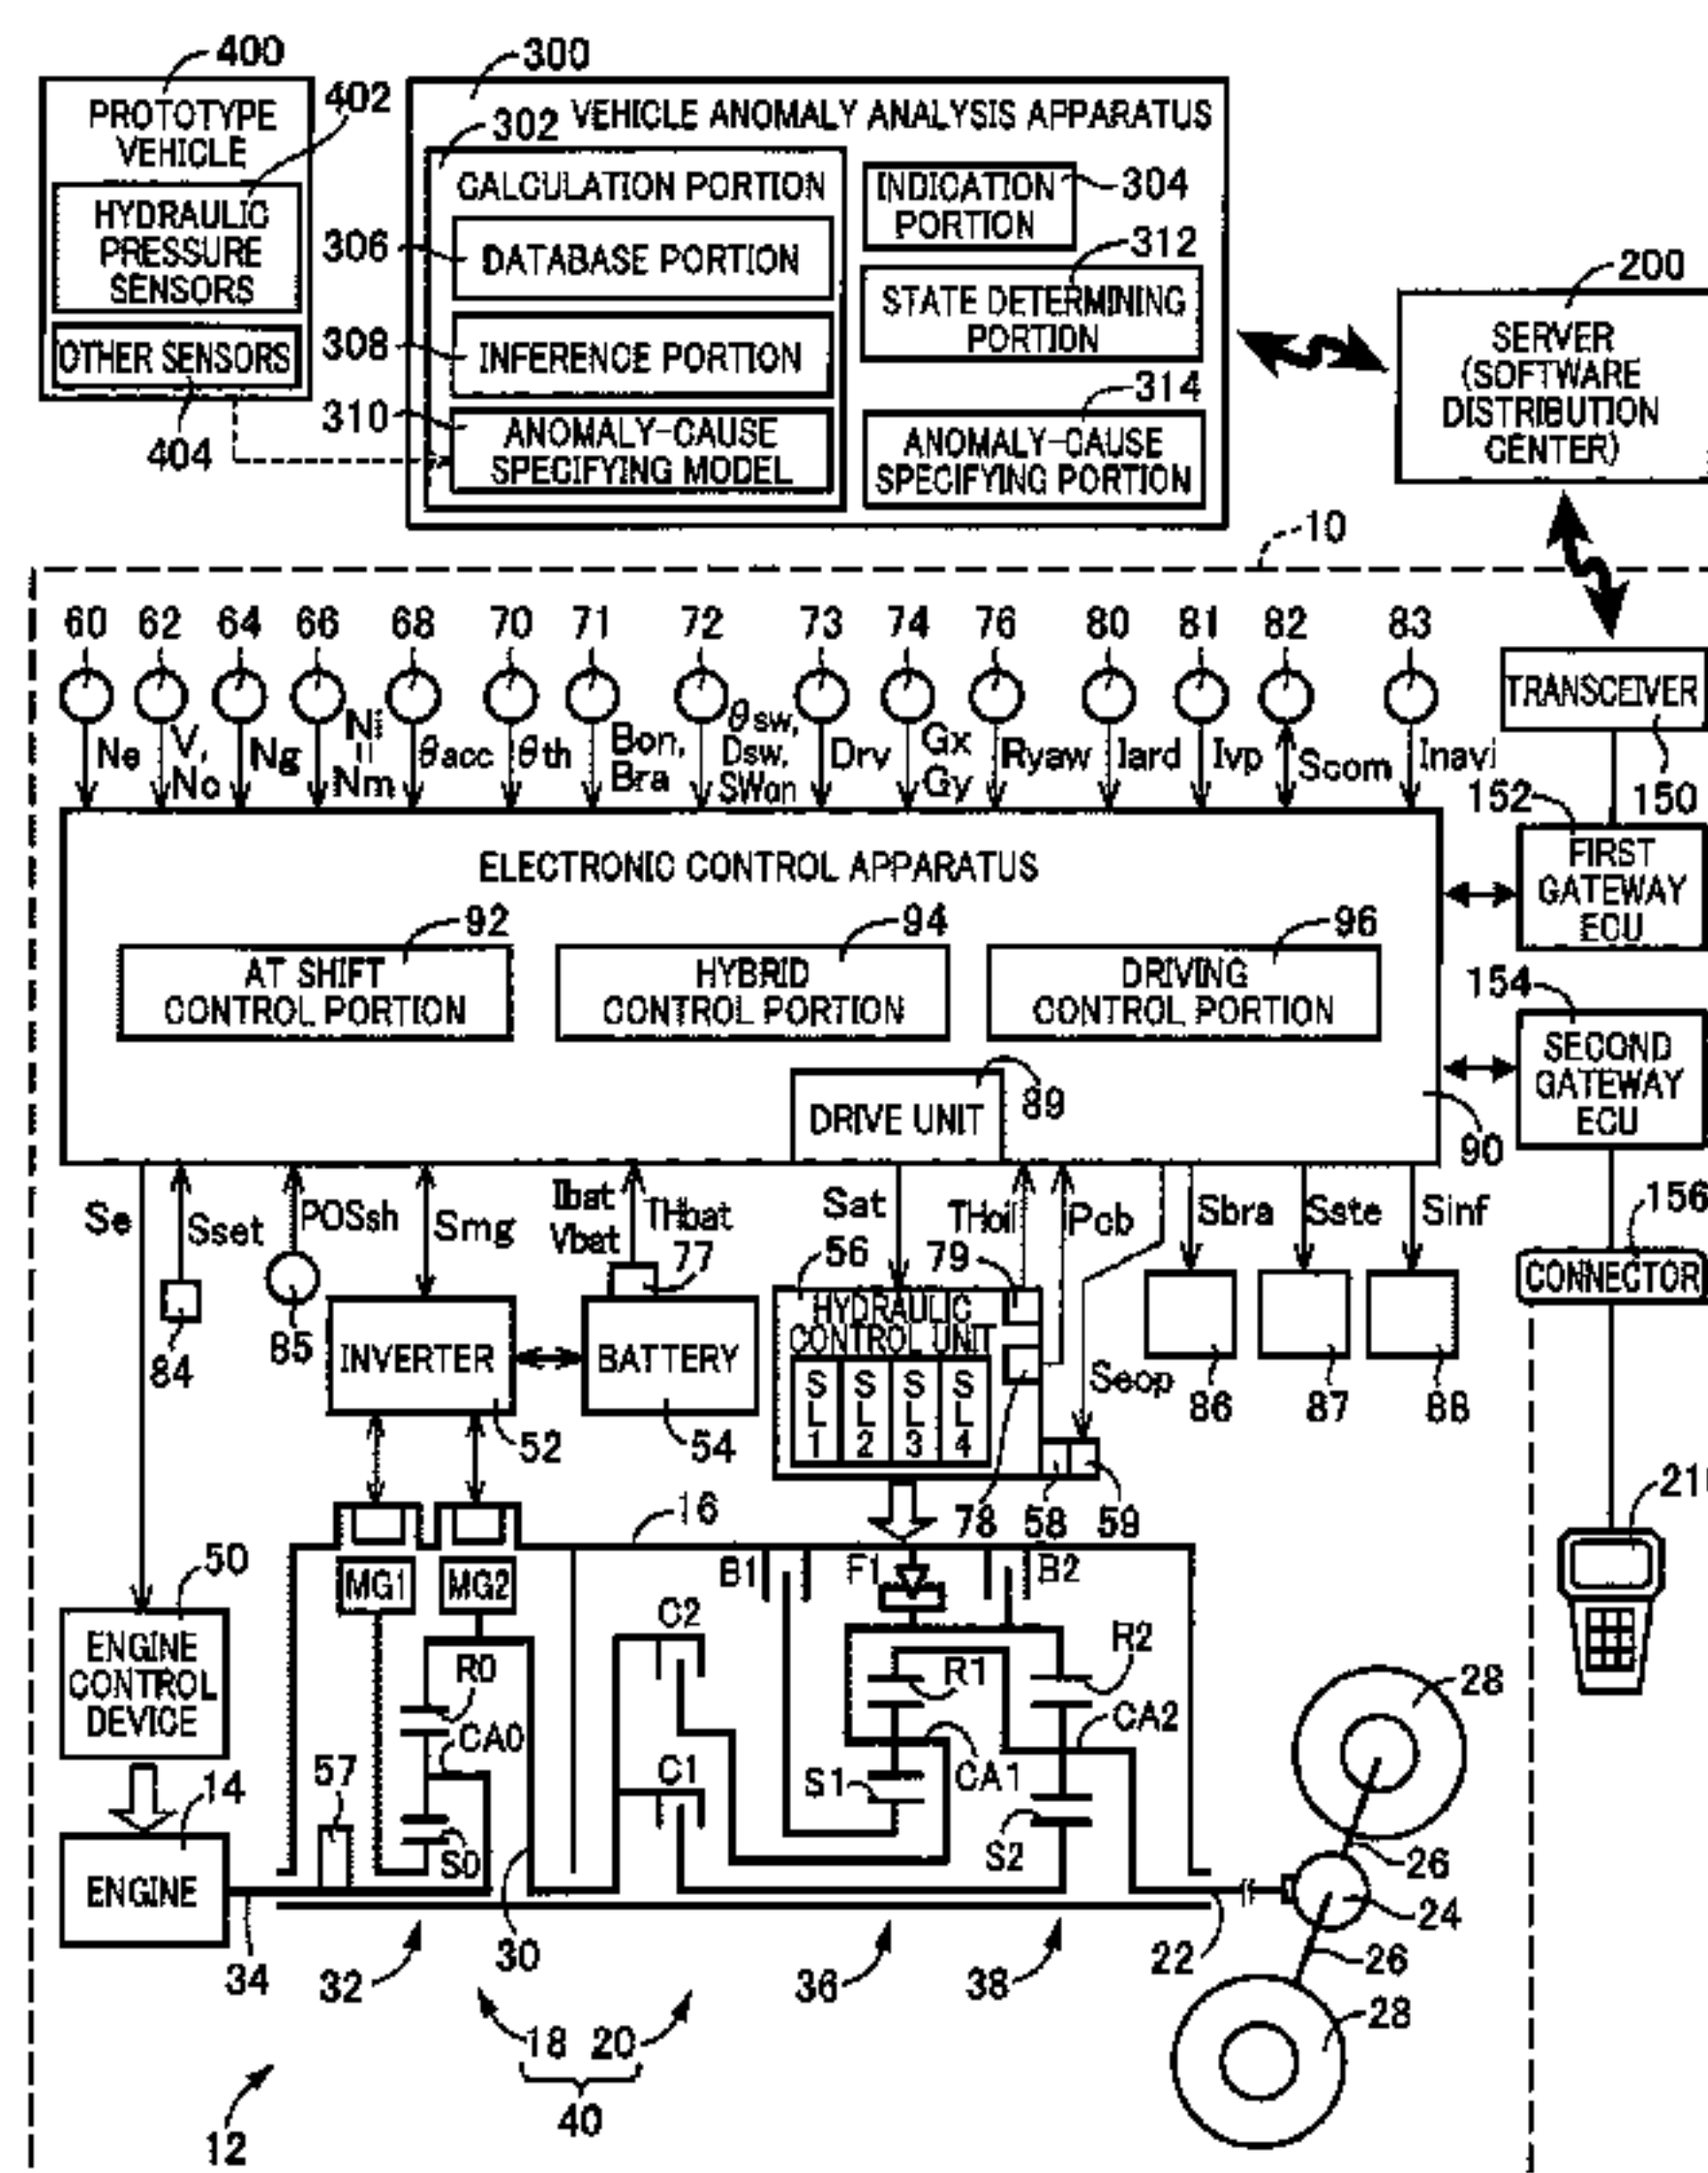 400
300
PROTOTYPE
VEHICLE
402
VEHICLE ANOMALY ANALYSIS APPARATUS
302
CALCULATION PORTION
INDICATION
PORTION
304
HYDRAULIC
PRESSURE
SENSORS
306
DATABASE PORTION
312
STATE DETERMINING
PORTION
200
SERVER
(SOFTWARE
DISTRIBUTION
CENTER)
OTHER SENSORS
308
INFERENCE PORTION
404
310
ANOMALY-CAUSE
SPECIFYING MODEL
314
ANOMALY-CAUSE
SPECIFYING PORTION
10
60 62 64 66 68 70 71 72 73 74 76 80 81 82 83
TRANSCEIVER
150
Ne
V,
No
Ng
Ni
=
Nm
θacc
θth
Bon,
Bra
θsw,
Dsw,
SWon
Drv
Gx
Gy
Ryaw
Iard
Ivp
Scom
Inavi
152
FIRST
GATEWAY
ECU
ELECTRONIC CONTROL APPARATUS
92
94
96
AT SHIFT
CONTROL PORTION
HYBRID
CONTROL PORTION
DRIVING
CONTROL PORTION
154
SECOND
GATEWAY
ECU
DRIVE UNIT
89
90
Se
Sset
POSsh
Smg
Ibat
Vbat
THbat
Sat
THoil
Pcb
Sbra
Sste
Sinf
156
CONNECTOR
84
85
77
56
79
HYDRAULIC
CONTROL UNIT
INVERTER
BATTERY
SL1
SL2
SL3
SL4
Seop
86
87
88
52
54
78
58
59
16
50
MG1
MG2
B1
F1
B2
ENGINE
CONTROL
DEVICE
C2
R0
R1
R2
28
CA0
CA2
57
C1
S1
CA1
14
ENGINE
S0
S2
26
24
34
32
30
36
38
22
26
18 20
28
40
12